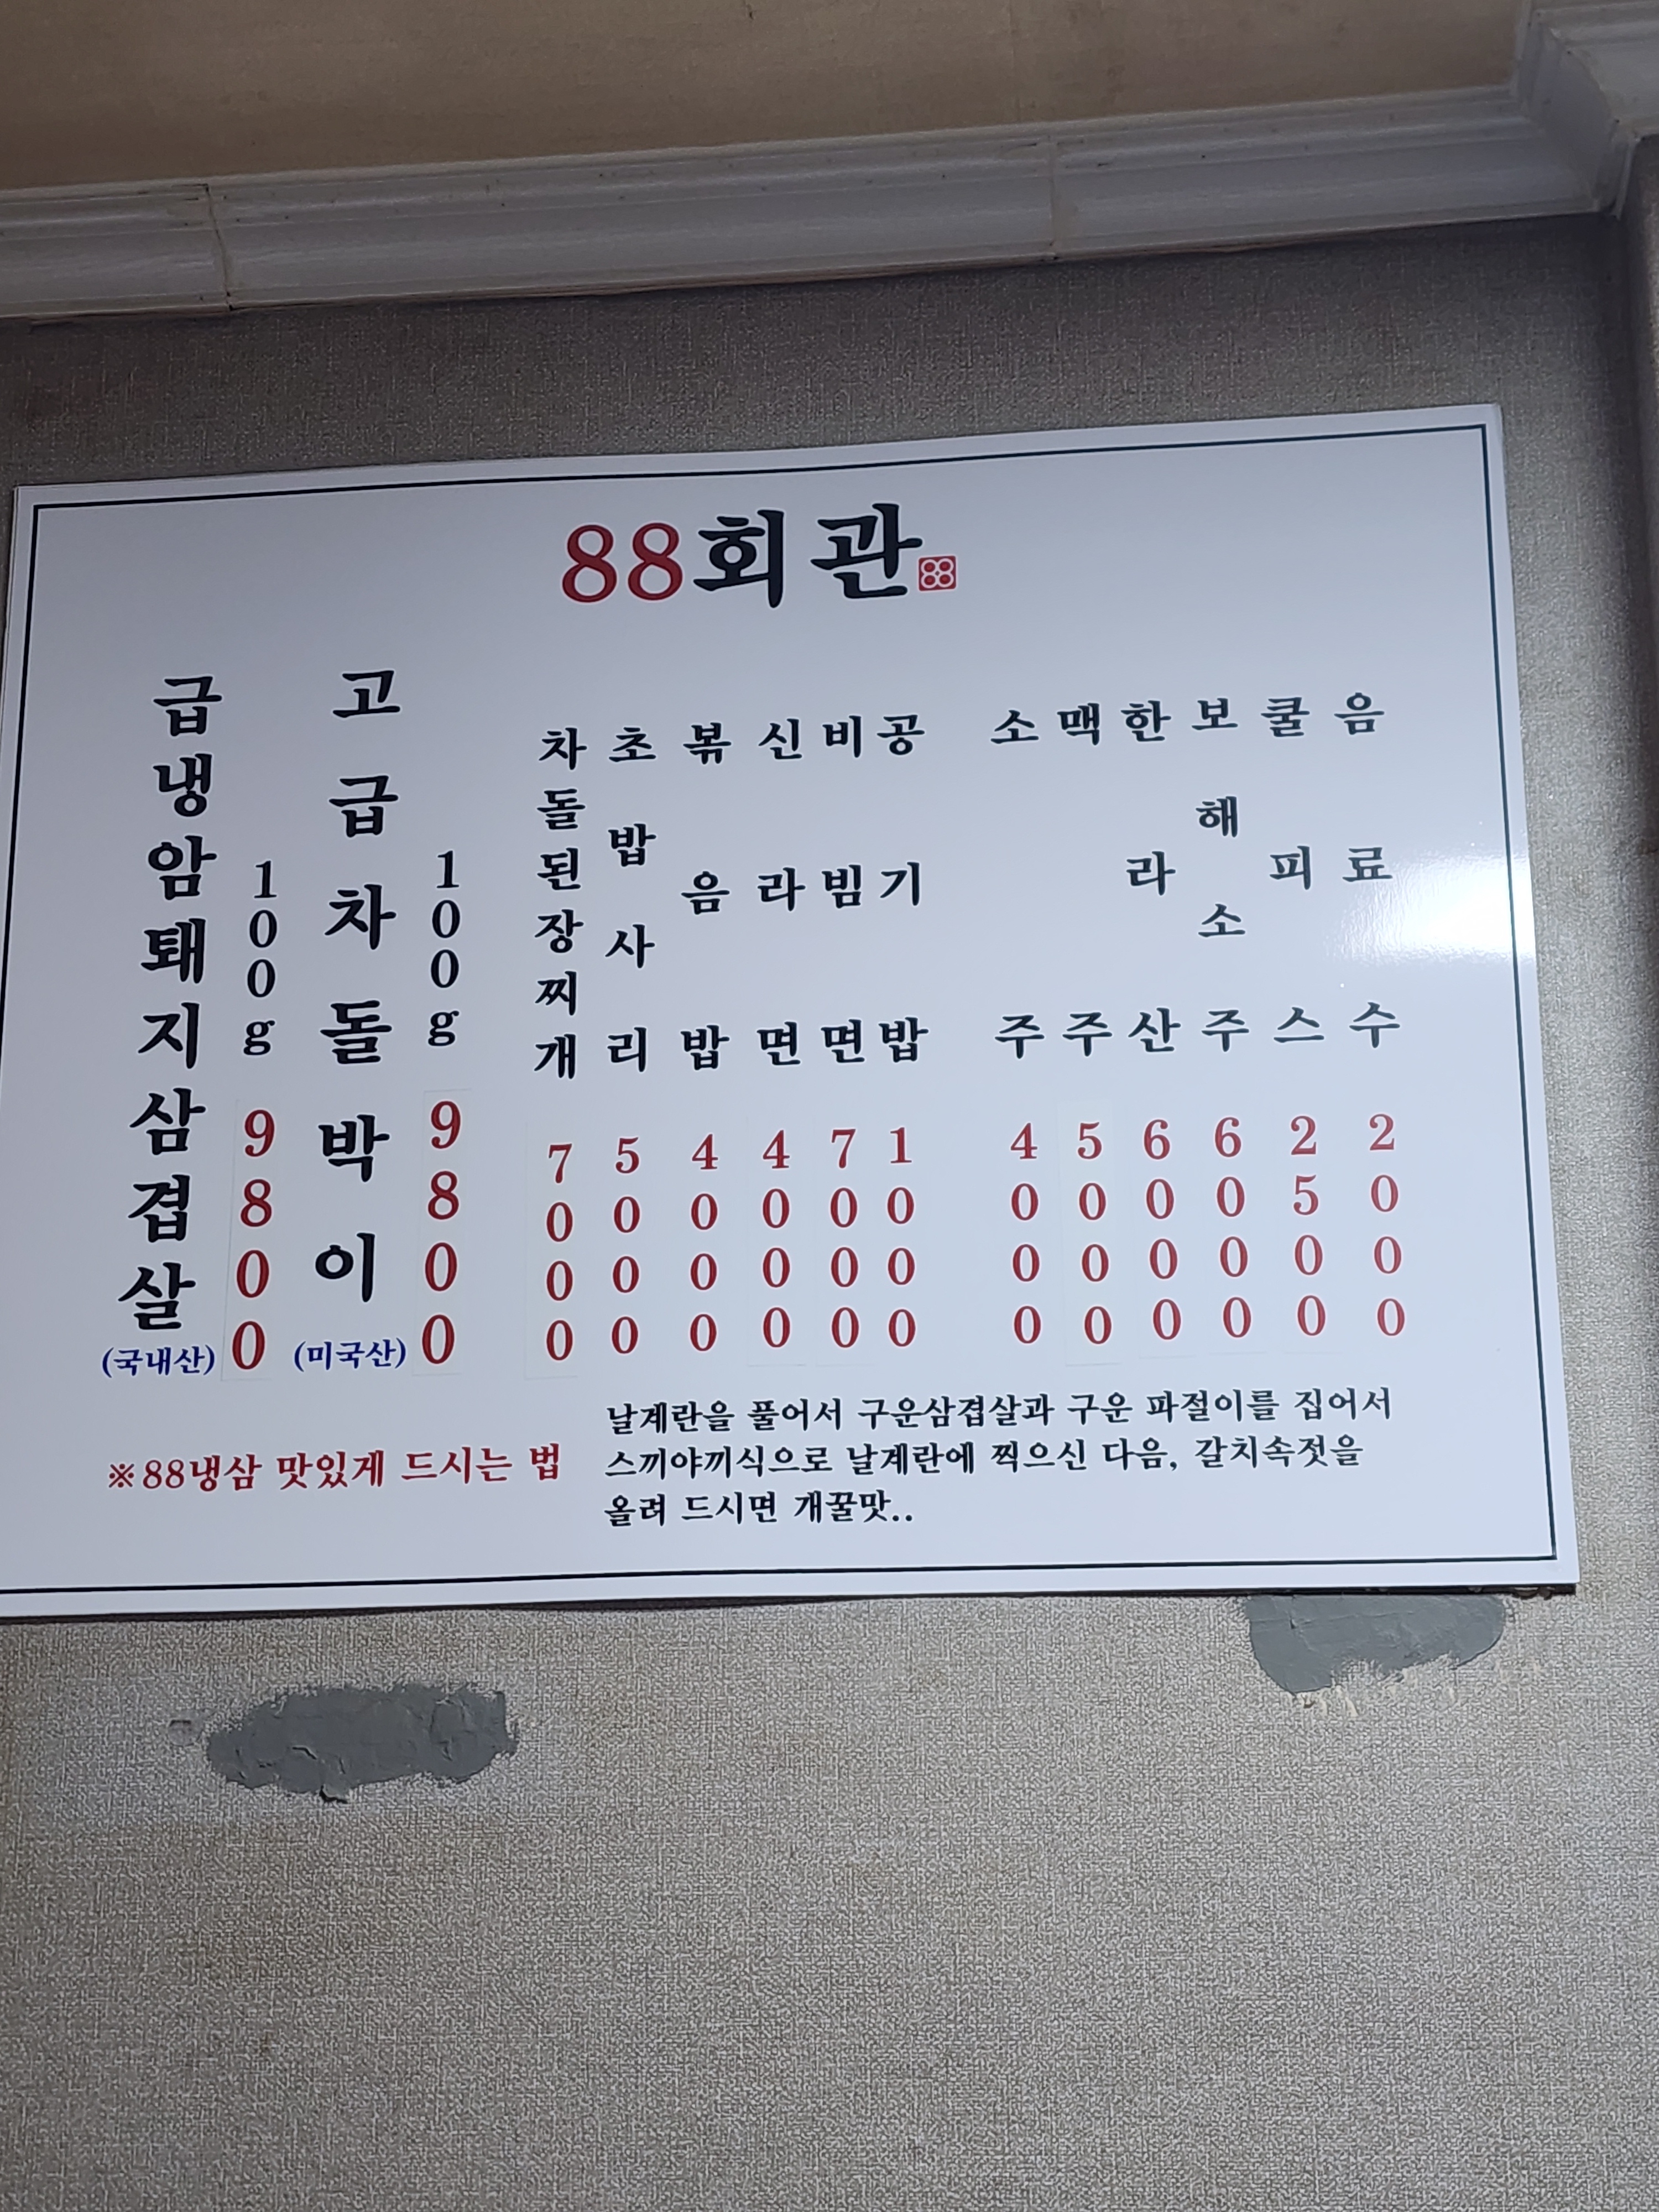 88회관
급냉암퇘지삼겹살
(국내산)
100g
9800
고급차돌박이
(미국산)
100g
9800
차돌된장찌개
7000
초밥사리
5000
볶음밥
4000
신라면
4000
비빔면
7000
공기밥
1000
소주
4000
맥주
5000
한라산
6000
보해소주
6000
쿨피스
2500
음료수
2000
※88냉삼 맛있게 드시는 법
날계란을 풀어서 구운삼겹살과 구운 파절이를 집어서
스끼야끼식으로 날계란에 찍으신 다음, 갈치속젓을
올려 드시면 개꿀맛..